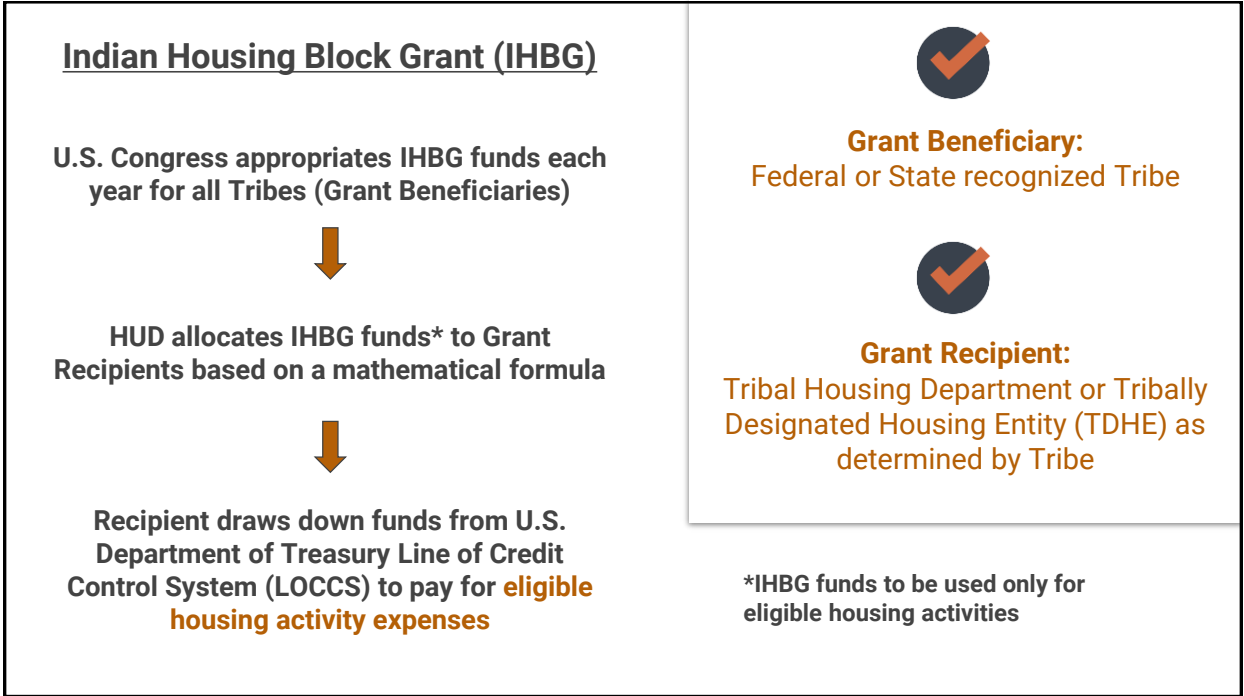 Indian Housing Block Grant (IHBG)
U.S. Congress appropriates IHBG funds each
year for all Tribes (Grant Beneficiaries)
HUD allocates IHBG funds* to Grant
Recipients based on a mathematical formula
Recipient draws down funds from U.S.
Department of Treasury Line of Credit
Control System (LOCCS) to pay for eligible
housing activity expenses
Grant Beneficiary:
Federal or State recognized Tribe
Grant Recipient:
Tribal Housing Department or Tribally
Designated Housing Entity (TDHE) as
determined by Tribe
*IHBG funds to be used only for
eligible housing activities